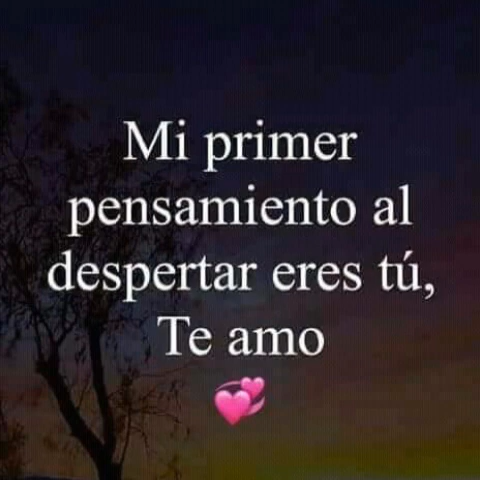 Mi primer
pensamiento al
despertar eres tú,
Te amo
💞